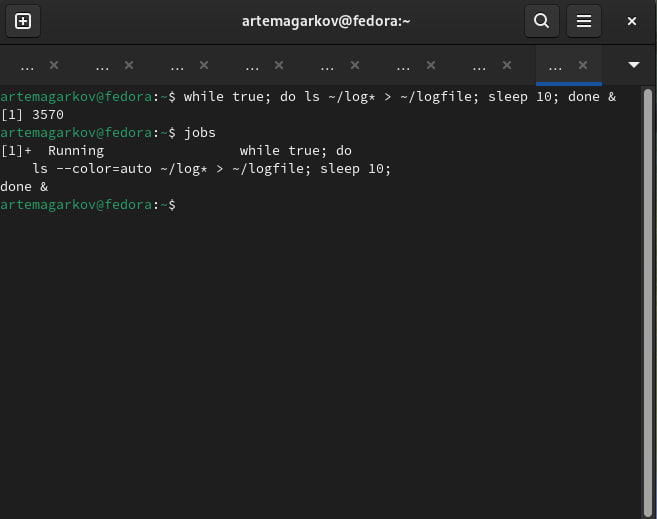 artemagarkov@fedora:~
... ... ... ... ... ... ... ...
artemagarkov@fedora:~$ while true; do ls ~/log* > ~/logfile; sleep 10; done &
[1] 3570
artemagarkov@fedora:~$ jobs
[1]+  Running                 while true; do
    ls --color=auto ~/log* > ~/logfile; sleep 10;
done &
artemagarkov@fedora:~$